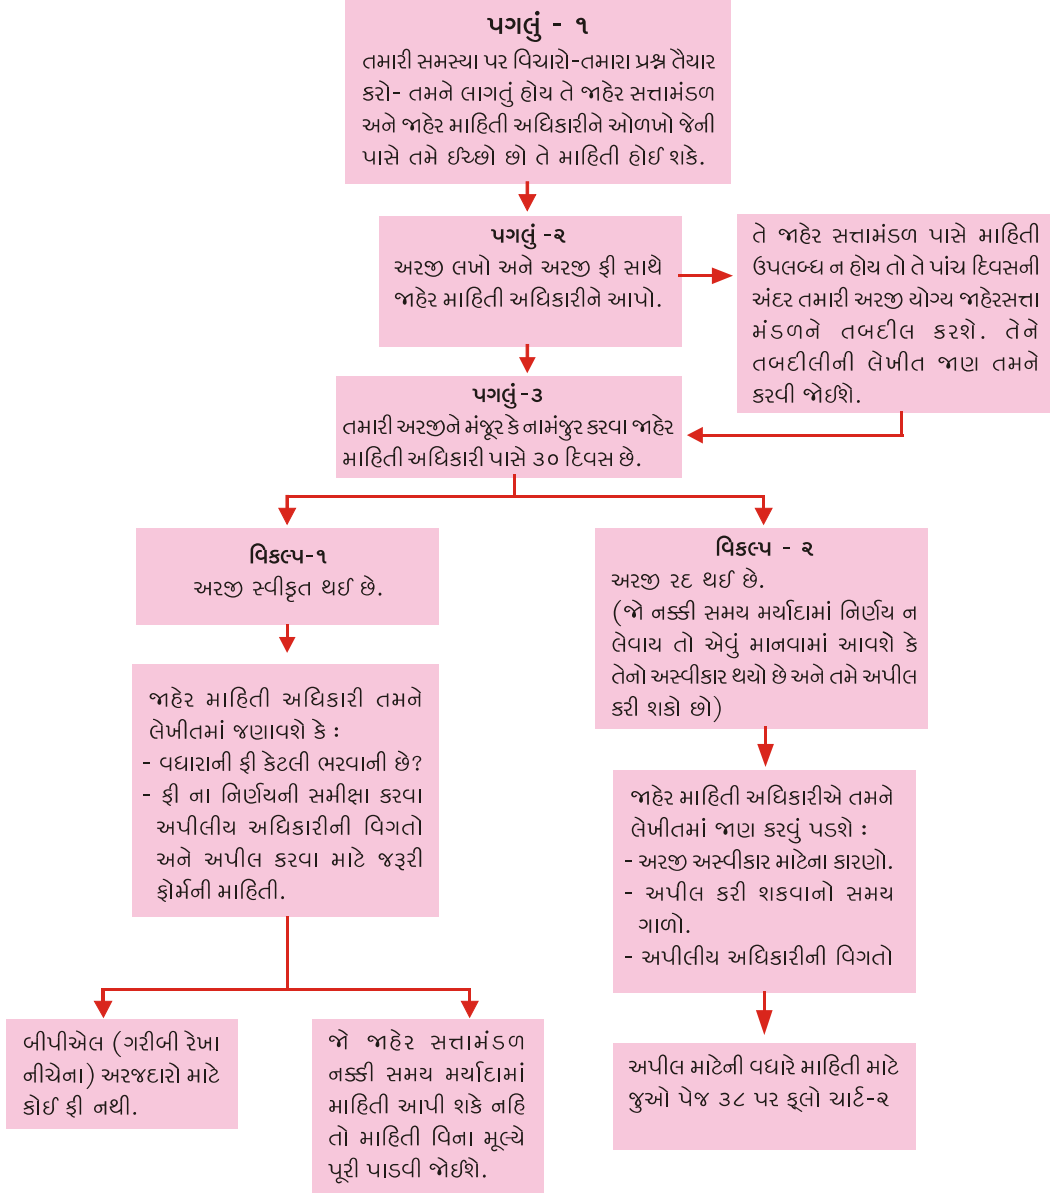 પગલું - ૧
તમારી સમસ્યા પર વિચારો-તમારા પ્રશ્ન તૈયાર
કરો- તમને લાગતું હોય તે જાહેર સત્તામંડળ
અને જાહેર માહિતી અધિકારીને ઓળખો જેની
પાસે તમે ઈચ્છો છો તે માહિતી હોઈ શકે.
પગલું -૨
અરજી લખો અને અરજી ફી સાથે
જાહેર માહિતી અધિકારીને આપો.
તે જાહેર સત્તામંડળ પાસે માહિતી
ઉપલબ્ધ ન હોય તો તે પાંચ દિવસની
અંદર તમારી અરજી યોગ્ય જાહેરસત્તા
મંડળને તબદીલ કરશે. તેને
તબદીલીની લેખીત જાણ તમને
કરવી જોઈશે.
પગલું-૩
તમારી અરજીને મંજૂર કે નામંજુર કરવા જાહેર
માહિતી અધિકારી પાસે ૩૦ દિવસ છે.
વિકલ્પ-૧
અરજી સ્વીકૃત થઈ છે.
જાહેર માહિતી અધિકારી તમને
લેખીતમાં જણાવશે કે :
- વધારાની ફી કેટલી ભરવાની છે?
- ફી ના નિર્ણયની સમીક્ષા કરવા
અપીલીય અધિકારીની વિગતો
અને અપીલ કરવા માટે જરૂરી
ફોર્મની માહિતી.
બીપીએલ (ગરીબી રેખા
નીચેના) અરજદારો માટે
કોઈ ફી નથી.
જો જાહેર સત્તામંડળ
નક્કી સમય મર્યાદામાં
માહિતી આપી શકે નહિ
તો માહિતી વિના મૂલ્યે
પૂરી પાડવી જોઈશે.
વિકલ્પ - ૨
અરજી રદ થઈ છે.
(જો નક્કી સમય મર્યાદામાં નિર્ણય ન
લેવાય તો એવું માનવામાં આવશે કે
તેનો અસ્વીકાર થયો છે અને તમે અપીલ
કરી શકો છો)
જાહેર માહિતી અધિકારીએ તમને
લેખીતમાં જાણ કરવું પડશે :
- અરજી અસ્વીકાર માટેના કારણો.
- અપીલ કરી શકવાનો સમય
ગાળો.
- અપીલીય અધિકારીની વિગતો
અપીલ માટેની વધારે માહિતી માટે
જુઓ પેજ ૩૮ પર ફ્લો ચાર્ટ-૨